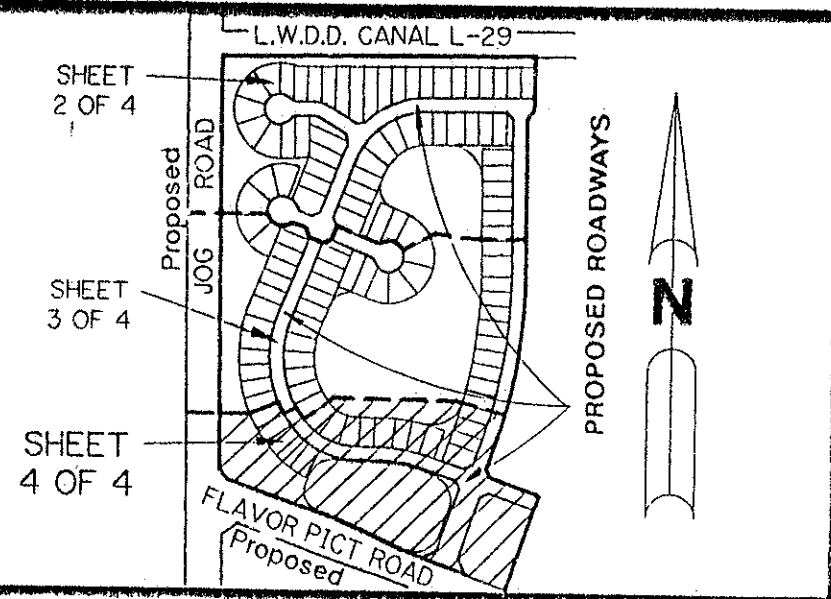 L.W.D.D. CANAL L-29
SHEET
2 OF 4
Proposed
JOG ROAD
SHEET
3 OF 4
SHEET
4 OF 4
FLAVOR PICT ROAD
Proposed
PROPOSED ROADWAYS
N